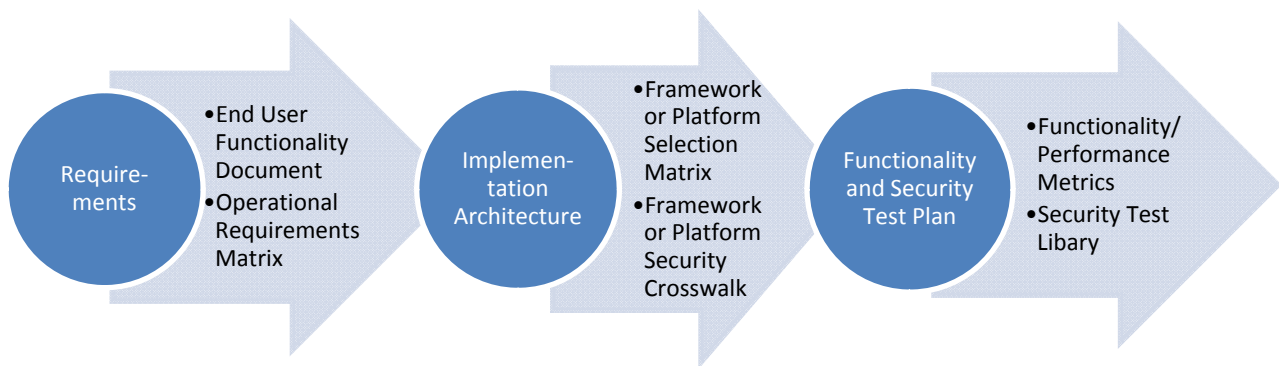 Require-
ments
•End User
Functionality
Document
•Operational
Requirements
Matrix
Implemen-
tation
Architecture
•Framework
or Platform
Selection
Matrix
•Framework
or Platform
Security
Crosswalk
Functionality
and Security
Test Plan
•Functionality/
Performance
Metrics
•Security Test
Libary